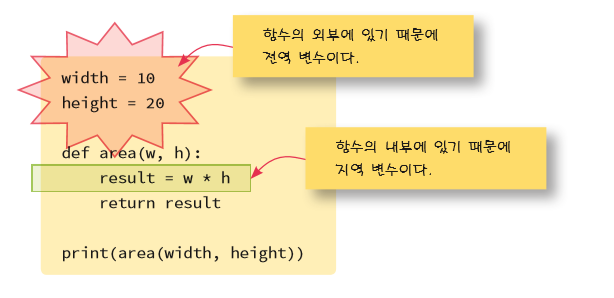 함수의 외부에 있기 때문에
전역 변수이다.
width = 10
height = 20
def area(w, h):
    result = w * h
    return result
print(area(width, height))
함수의 내부에 있기 때문에
지역 변수이다.